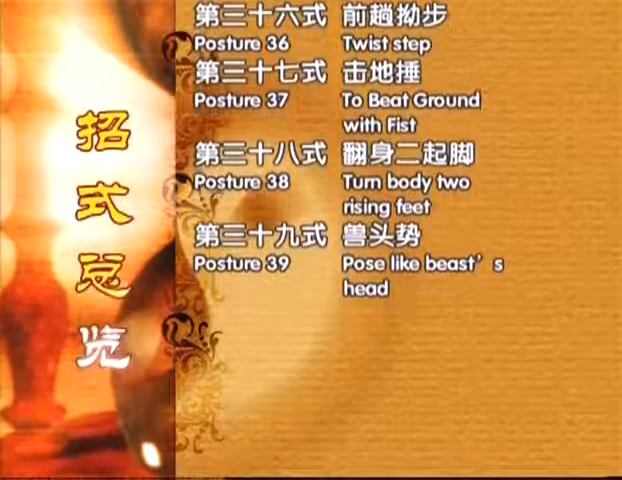 招式总览
第三十六式 前趟拗步
Posture 36 Twist step
第三十七式 击地捶
Posture 37 To Beat Ground
with Fist
第三十八式 翻身二起脚
Posture 38 Turn body two
rising feet
第三十九式 兽头势
Posture 39 Pose like beast's
head